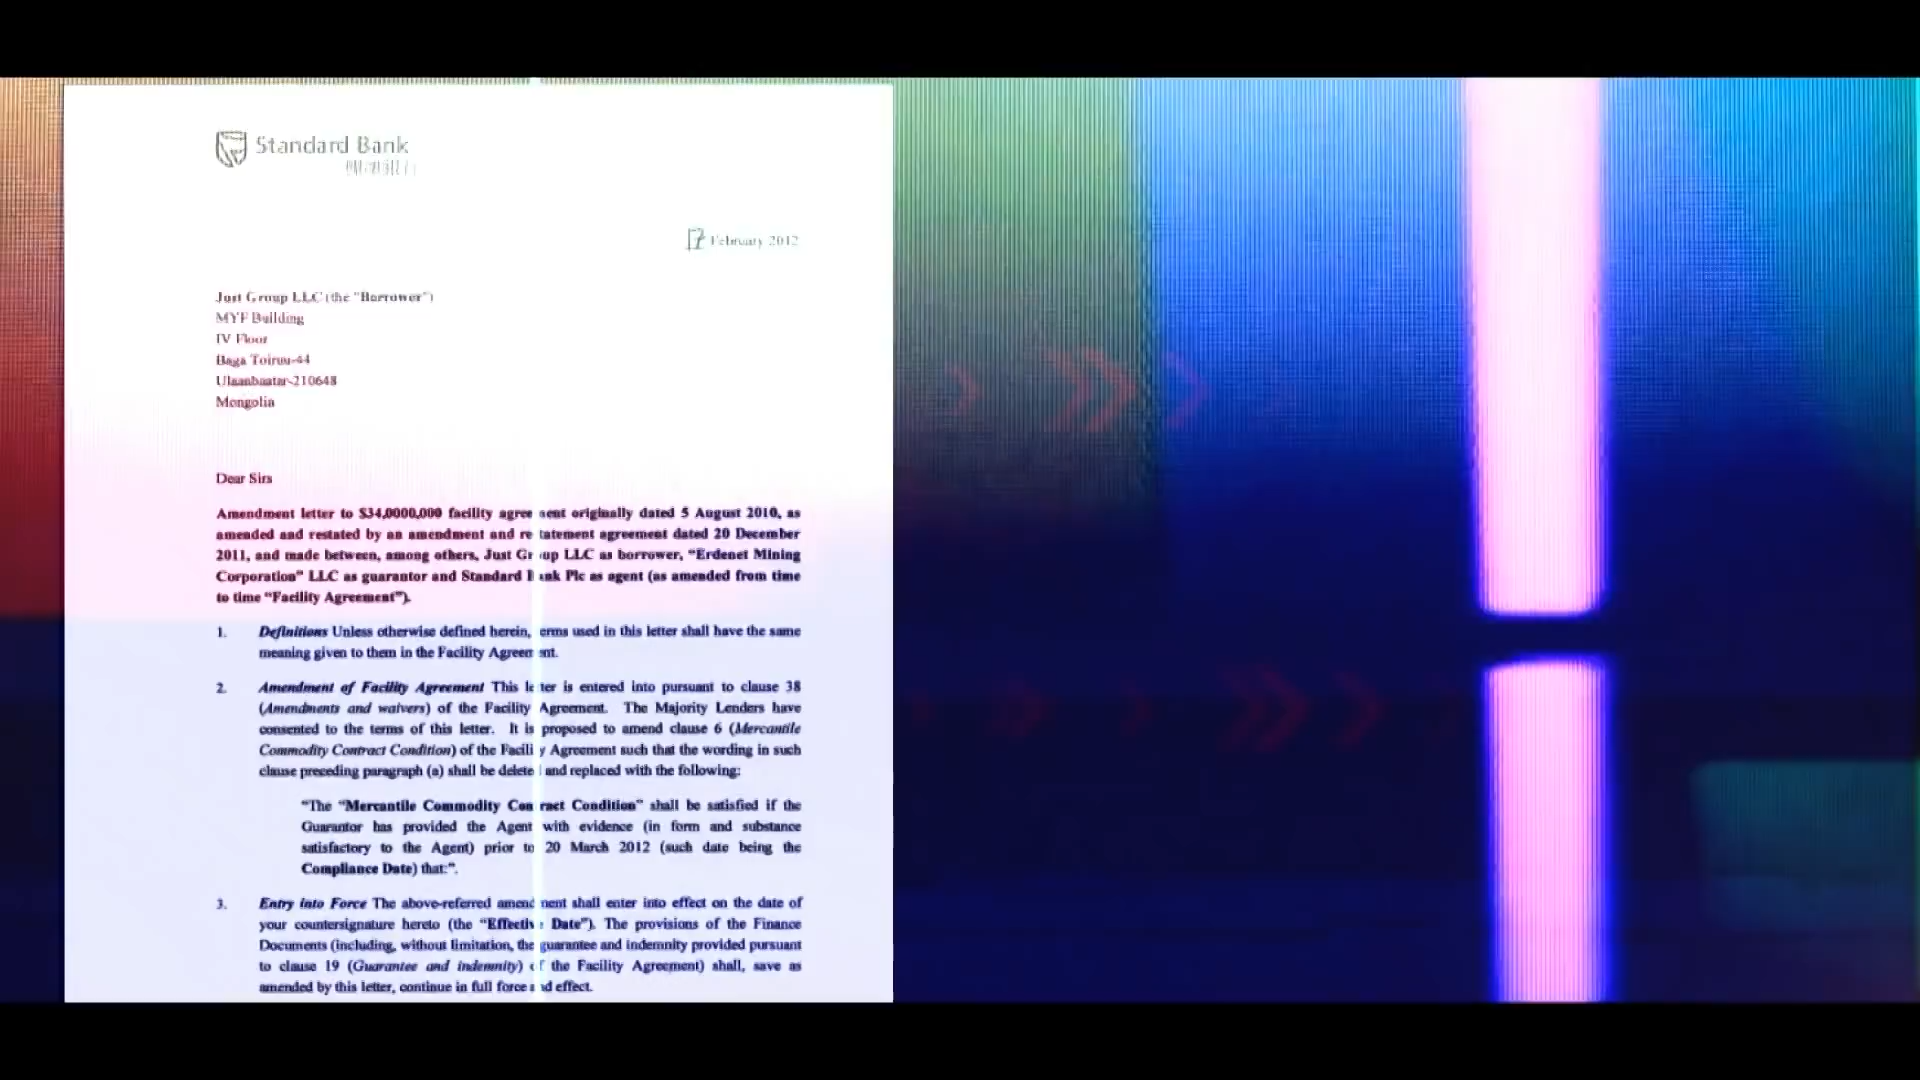 Standard Bank
February 2012
Just Group LLC (the "Borrower")
MYF Building
IV Floor
Baga Toiruu-44
Ulaanbaatar-210648
Mongolia
Dear Sirs
Amendment letter to $34,0000,000 facility agree ent originally dated 5 August 2010, as
amended and restated by an amendment and re tatement agreement dated 20 December
2011, and made between, among others, Just Gr up LLC as borrower, "Erdenet Mining
Corporation" LLC as guarantor and Standard B nk Plc as agent (as amended from time
to time "Facility Agreement").
1. Definitions Unless otherwise defined herein, erms used in this letter shall have the same
meaning given to them in the Facility Agreem nt.
2. Amendment of Facility Agreement This le ter is entered into pursuant to clause 38
(Amendments and waivers) of the Facility Agreement. The Majority Lenders have
consented to the terms of this letter. It is proposed to amend clause 6 (Mercantile
Commodity Contract Condition) of the Facili y Agreement such that the wording in such
clause preceding paragraph (a) shall be delete and replaced with the following:
"The "Mercantile Commodity Con ract Condition" shall be satisfied if the
Guarantor has provided the Agent with evidence (in form and substance
satisfactory to the Agent) prior to 20 March 2012 (such date being the
Compliance Date) that:".
3. Entry into Force The above-referred amend ment shall enter into effect on the date of
your countersignature hereto (the "Effectiv Date"). The provisions of the Finance
Documents (including, without limitation, the guarantee and indemnity provided pursuant
to clause 19 (Guarantee and indemnity) of the Facility Agreement) shall, save as
amended by this letter, continue in full force a nd effect.